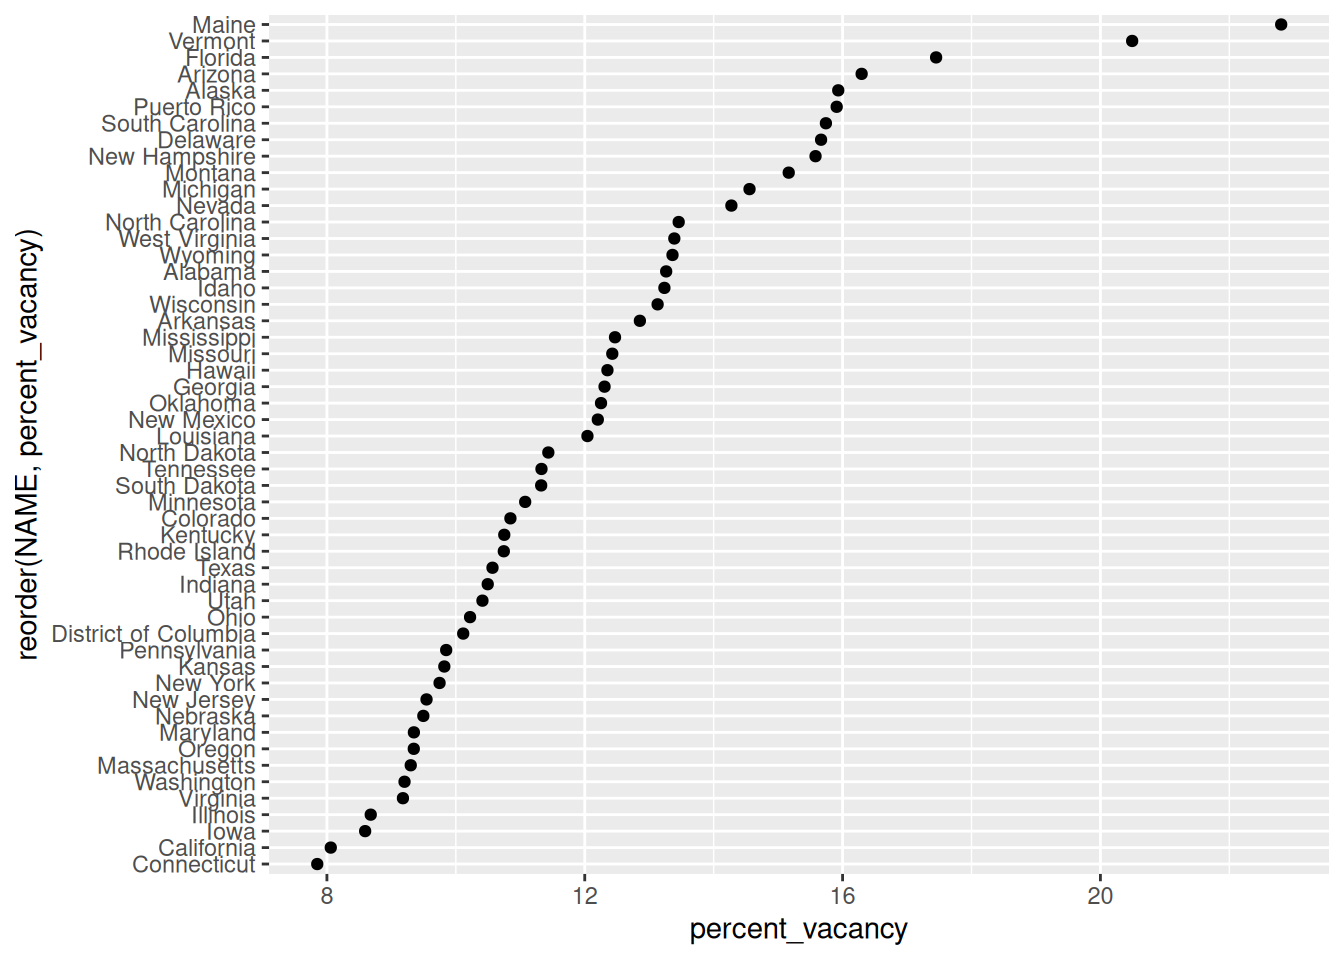 Maine
Vermont
Florida
Arizona
Alaska
Puerto Rico
South Carolina
Delaware
New Hampshire
Montana
Michigan
Nevada
North Carolina
West Virginia
Wyoming
Alabama
Idaho
Wisconsin
Arkansas
Mississippi
Missouri
Hawaii
Georgia
Oklahoma
New Mexico
Louisiana
North Dakota
Tennessee
South Dakota
Minnesota
Colorado
Kentucky
Rhode Island
Texas
Indiana
Utah
Ohio
District of Columbia
Pennsylvania
Kansas
New York
New Jersey
Nebraska
Maryland
Oregon
Massachusetts
Washington
Virginia
Illinois
Iowa
California
Connecticut
reorder(NAME, percent_vacancy)
8 12 16 20
percent_vacancy